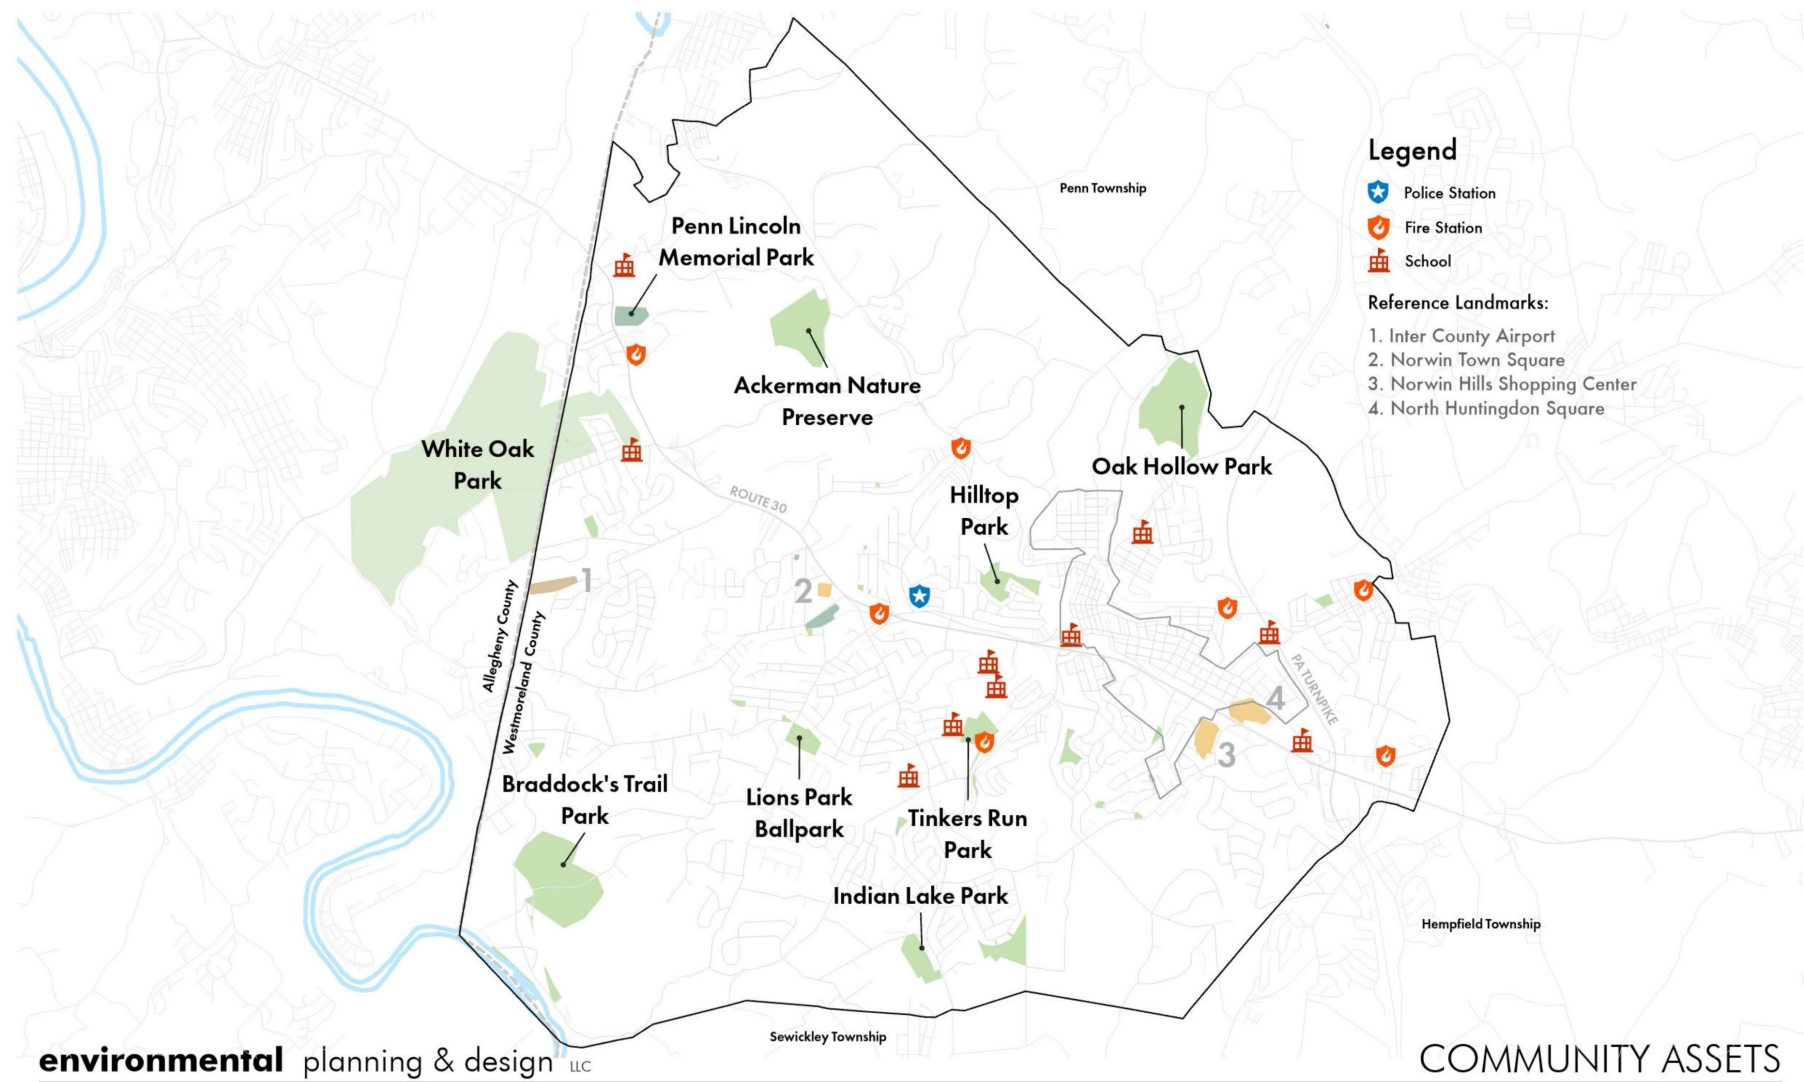 Penn Township
Legend
Police Station
Fire Station
School
Reference Landmarks:
1. Inter County Airport
2. Norwin Town Square
3. Norwin Hills Shopping Center
4. North Huntingdon Square
Penn Lincoln
Memorial Park
Ackerman Nature
Preserve
White Oak
Park
Oak Hollow Park
Hilltop
Park
ROUTE 30
1
2
Allegheny County
Westmoreland County
PA TURNPIKE
4
3
Braddock's Trail
Park
Lions Park
Ballpark
Tinkers Run
Park
Indian Lake Park
Hempfield Township
Sewickley Township
environmental planning & design LLC
COMMUNITY ASSETS